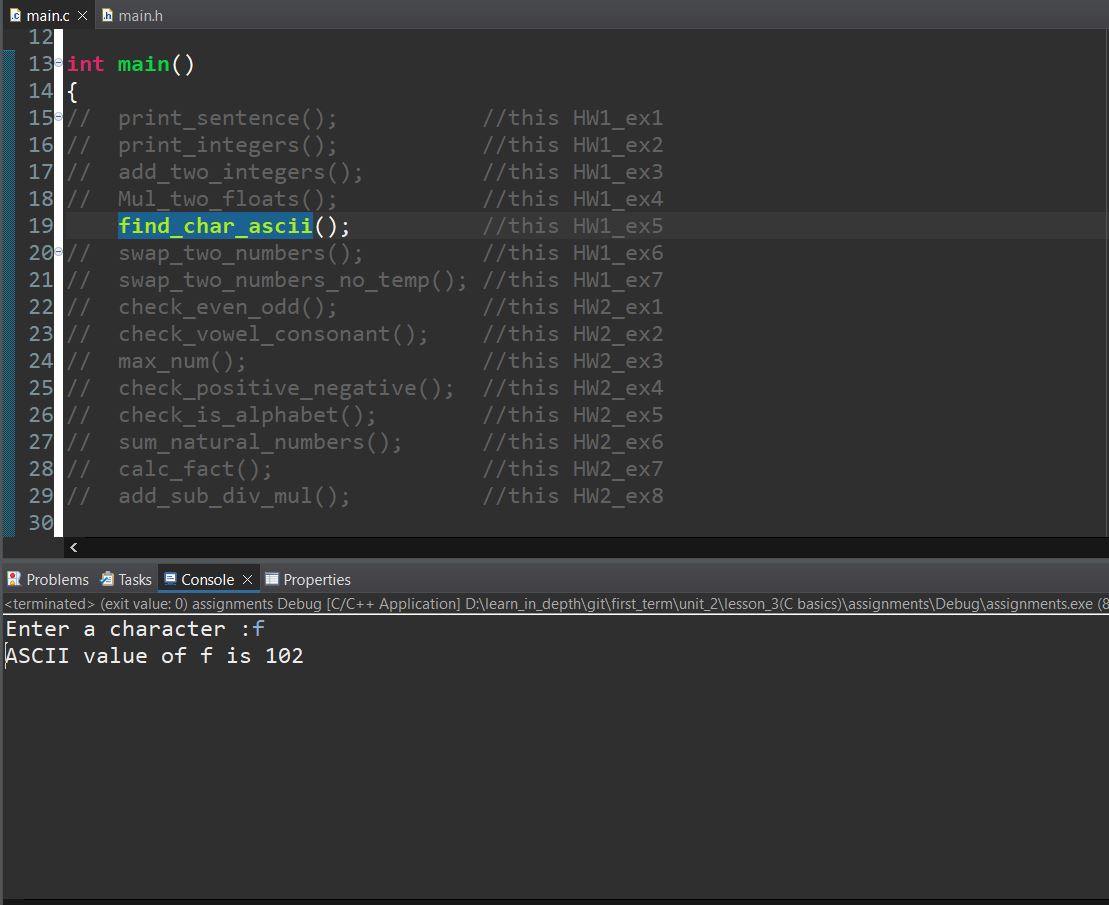 main.c main.h
12
13 int main()
14 {
15 // print_sentence(); //this HW1_ex1
16 // print_integers(); //this HW1_ex2
17 // add_two_integers(); //this HW1_ex3
18 // Mul_two_floats(); //this HW1_ex4
19 find_char_ascii(); //this HW1_ex5
20 // swap_two_numbers(); //this HW1_ex6
21 // swap_two_numbers_no_temp(); //this HW1_ex7
22 // check_even_odd(); //this HW2_ex1
23 // check_vowel_consonant(); //this HW2_ex2
24 // max_num(); //this HW2_ex3
25 // check_positive_negative(); //this HW2_ex4
26 // check_is_alphabet(); //this HW2_ex5
27 // sum_natural_numbers(); //this HW2_ex6
28 // calc_fact(); //this HW2_ex7
29 // add_sub_div_mul(); //this HW2_ex8
30
Problems Tasks Console Properties
<terminated> (exit value: 0) assignments Debug [C/C++ Application] D:\learn_in_depth\git\first_term\unit_2\lesson_3(C basics)\assignments\Debug\assignments.exe (8
Enter a character :f
ASCII value of f is 102